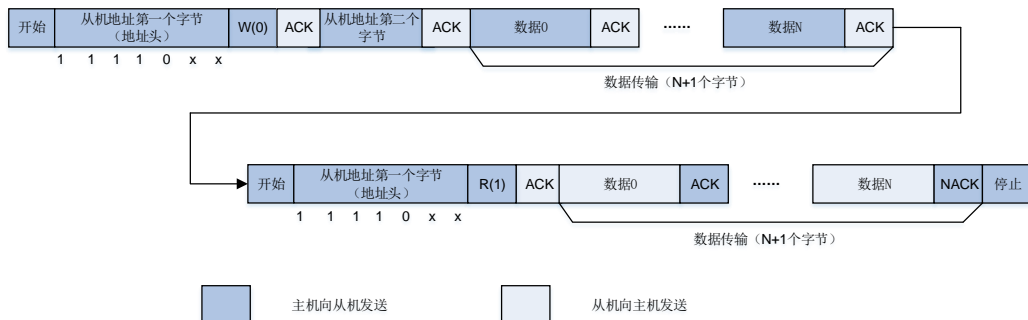 开始 从机地址第一个字节 (地址头) W(0) ACK 从机地址第二个字节 ACK 数据0 ACK ...... 数据N ACK
1 1 1 1 0 x x
数据传输（N+1个字节）
开始 从机地址第一个字节 (地址头) R(1) ACK 数据0 ACK ...... 数据N NACK 停止
1 1 1 1 0 x x
数据传输（N+1个字节）
主机向从机发送 从机向主机发送